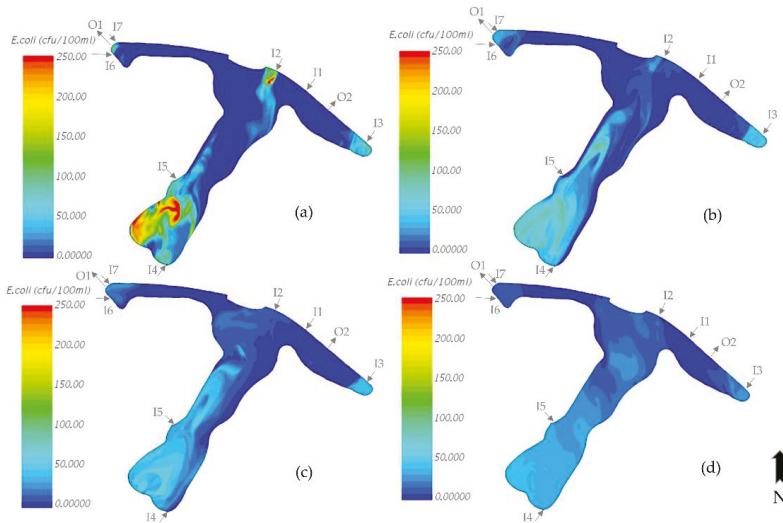 O1 I7
E.coli (cfu/100ml)
250.00
200.00
150.00
100.00
50.000
0.00000
I6
I2
I1
O2
I3
I5
I4
(a)
O1 I7
E.coli (cfu/100ml)
250.00
200.00
150.00
100.00
50.000
0.00000
I6
I2
I1
O2
I3
I5
I4
(b)
O1 I7
E.coli (cfu/100ml)
250.00
200.00
150.00
100.00
50.000
0.00000
I6
I2
I1
O2
I3
I5
I4
(c)
O1 I7
E.coli (cfu/100ml)
250.00
200.00
150.00
100.00
50.000
0.00000
I6
I2
I1
O2
I3
I5
I4
(d)
N